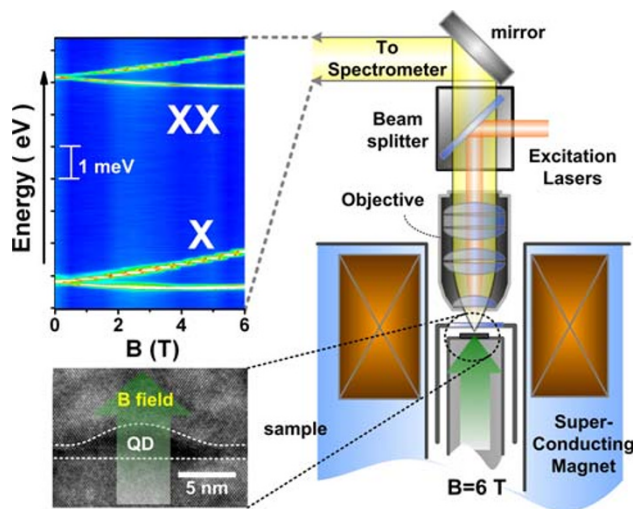 mirror
To
Spectrometer
Beam
splitter
Excitation
Lasers
Objective
Energy ( eV)
XX
1 meV
X
0 2 4 6
B (T)
B field
QD
5 nm
sample
Super-
Conducting
Magnet
B=6 T